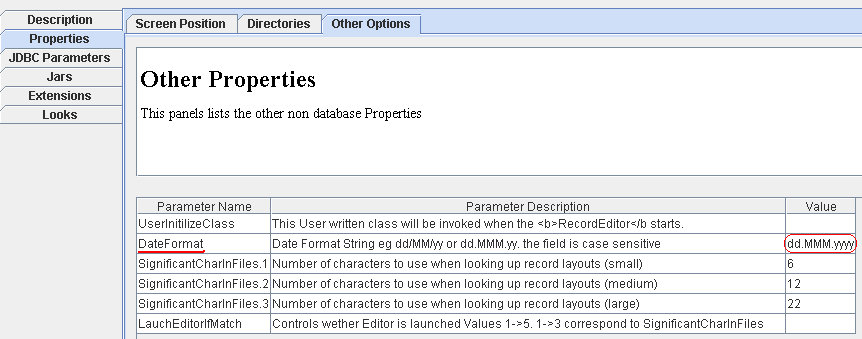 Description
Properties
JDBC Parameters
Jars
Extensions
Looks
Screen Position Directories Other Options
Other Properties
This panels lists the other non database Properties
Parameter Name Parameter Description Value
UserInitilizeClass This User written class will be invoked when the <b>RecordEditor</b starts.
DateFormat Date Format String eg dd/MM/yy or dd.MMM.yy. the field is case sensitive dd.MMM.yyyy
SignificantCharInFiles.1 Number of characters to use when looking up record layouts (small) 6
SignificantCharInFiles.2 Number of characters to use when looking up record layouts (medium) 12
SignificantCharInFiles.3 Number of characters to use when looking up record layouts (large) 22
LauchEditorIfMatch Controls wether Editor is launched Values 1->5. 1->3 correspond to SignificantCharInFiles